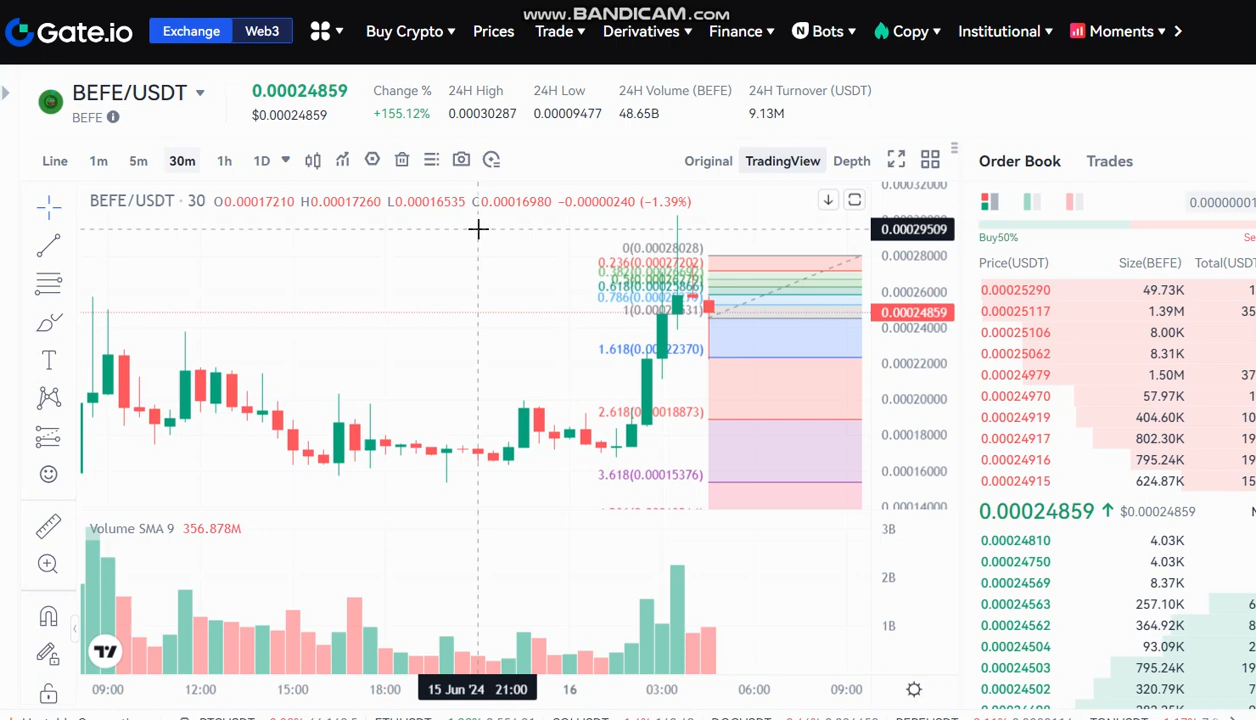 www.BANDICAM.com
Gate.io Exchange Web3 Buy Crypto Prices Trade Derivatives Finance Bots Copy Institutional Moments
BEFE/USDT
BEFE
0.00024859
$0.00024859
Change %
+155.12%
24H High
0.00030287
24H Low
0.00009477
24H Volume (BEFE)
48.65B
24H Turnover (USDT)
9.13M
Line 1m 5m 30m 1h 1D
Original TradingView Depth
Order Book Trades
BEFE/USDT · 30 O0.00017210 H0.00017260 L0.00016535 C0.00016980 −0.00000240 (−1.39%)
0.00000001
Buy50%
Price(USDT) Size(BEFE)
0.00025290 49.73K
0.00025117 1.39M
0.00025106 8.00K
0.00025062 8.31K
0.00024979 1.50M
0.00024970 57.97K
0.00024919 404.60K
0.00024917 802.30K
0.00024916 795.24K
0.00024915 624.87K
0.00024859 $0.00024859
0.00024810 4.03K
0.00024750 4.03K
0.00024569 8.37K
0.00024563 257.10K
0.00024562 364.92K
0.00024504 93.09K
0.00024503 795.24K
0.00024502 320.79K
0.00032000
0.00029509
0.00028000
0.00026000
0.00024859
0.00024000
0.00022000
0.00020000
0.00018000
0.00016000
0.00014000
0(0.00028028)
0.236(0.00027202)
1.618(0.00022370)
2.618(0.00018873)
3.618(0.00015376)
Volume SMA 9 356.878M
3B
2B
1B
09:00 12:00 15:00 18:00 15 Jun '24 21:00 16 03:00 06:00 09:00